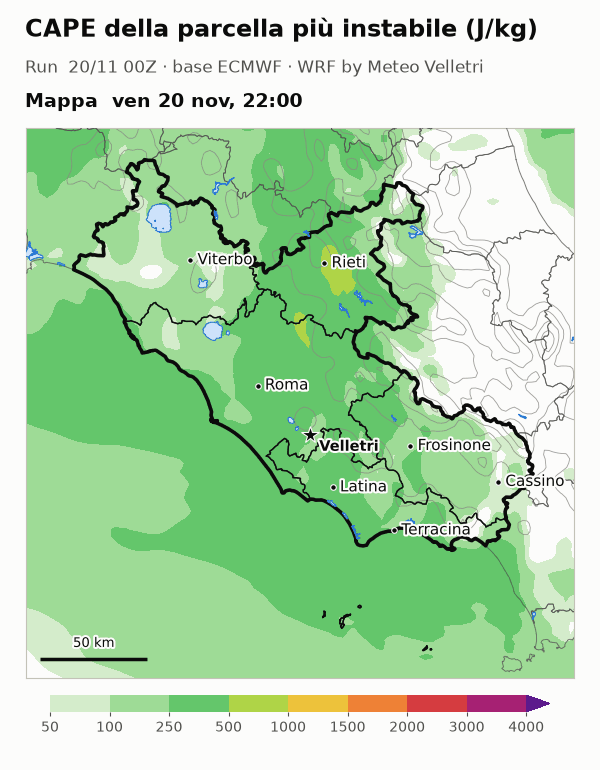 CAPE della parcella più instabile (J/kg)
Run  20/11 00Z · base ECMWF · WRF by Meteo Velletri
Mappa  ven 20 nov, 22:00
Viterbo
Rieti
Roma
Velletri
Frosinone
Cassino
Latina
Terracina
50 km
50 100 250 500 1000 1500 2000 3000 4000